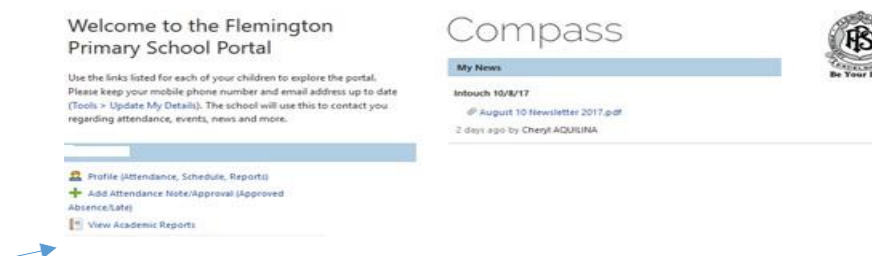 Welcome to the Flemington
Primary School Portal
Use the links listed for each of your children to explore the portal.
Please keep your mobile phone number and email address up to date
(Tools > Update My Details). The school will use this to contact you
regarding attendance, events, news and more.
Profile (Attendance, Schedule, Reports)
Add Attendance Note/Approval (Approved
Absence/Late)
View Academic Reports
Compass
My News
Intouch 10/8/17
August 10 Newsletter 2017.pdf
2 days ago by Cheryl AQUILINA
FPS
Be Your